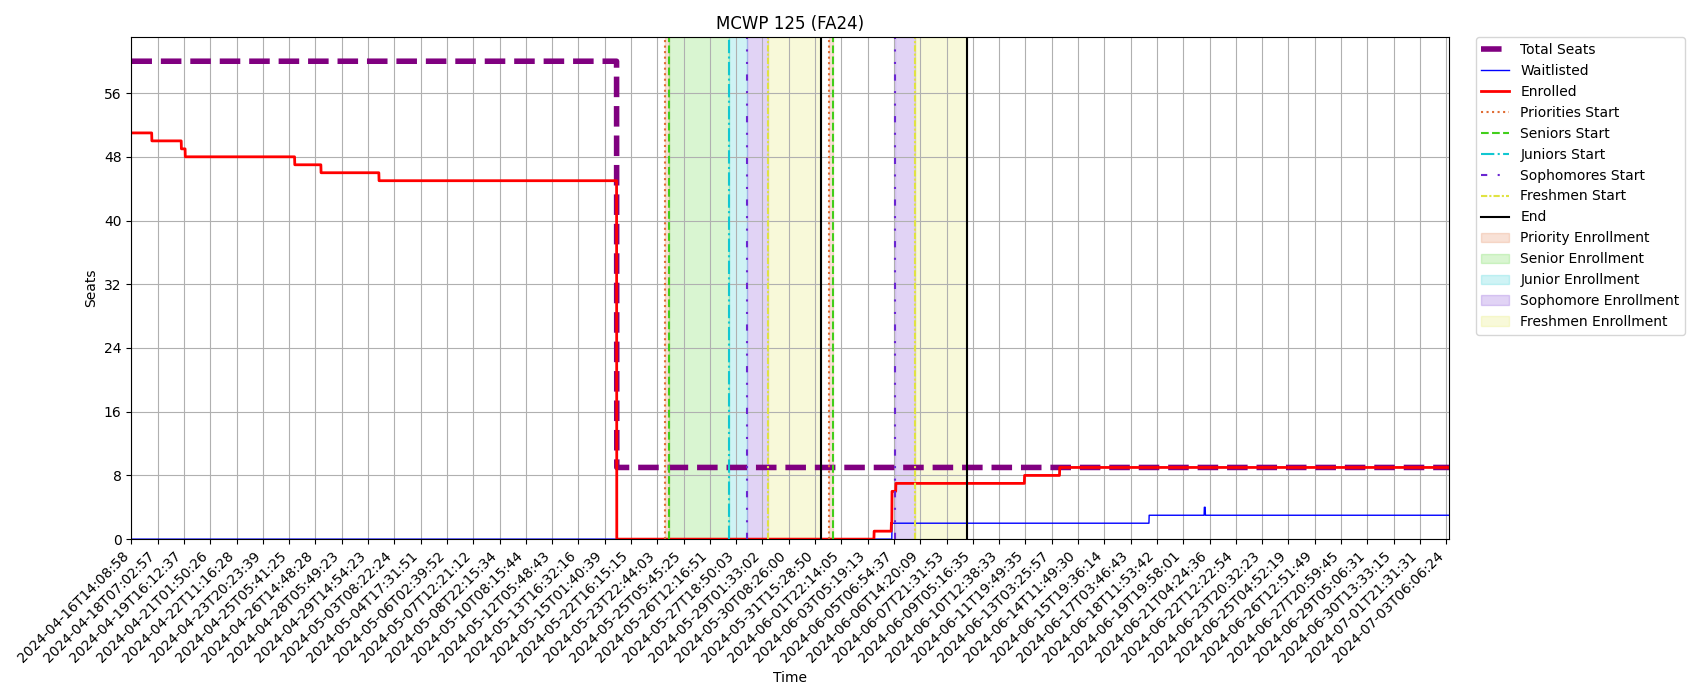 MCWP 125 (FA24)
Total Seats
Waitlisted
Enrolled
Priorities Start
Seniors Start
Juniors Start
Sophomores Start
Freshmen Start
End
Priority Enrollment
Senior Enrollment
Junior Enrollment
Sophomore Enrollment
Freshmen Enrollment
Seats
56
48
40
32
24
16
8
0
2024-04-16T14:08:58
2024-04-18T07:02:57
2024-04-19T16:12:37
2024-04-21T01:50:26
2024-04-22T11:16:28
2024-04-23T20:23:39
2024-04-25T05:41:25
2024-04-26T14:48:28
2024-04-28T05:49:23
2024-04-29T14:54:23
2024-05-03T08:22:24
2024-05-04T17:31:51
2024-05-06T02:39:52
2024-05-07T12:21:12
2024-05-08T22:15:34
2024-05-10T08:15:44
2024-05-12T05:48:43
2024-05-13T16:32:16
2024-05-15T01:40:39
2024-05-22T16:15:15
2024-05-23T22:44:03
2024-05-25T05:45:25
2024-05-26T12:16:51
2024-05-27T18:50:03
2024-05-29T01:33:02
2024-05-30T08:26:00
2024-05-31T15:28:50
2024-06-01T22:14:05
2024-06-03T05:19:13
2024-06-05T06:54:37
2024-06-06T14:20:09
2024-06-07T21:31:53
2024-06-09T05:16:35
2024-06-10T12:38:33
2024-06-11T19:49:35
2024-06-13T03:25:57
2024-06-14T11:49:30
2024-06-15T19:36:14
2024-06-17T03:46:43
2024-06-18T11:53:42
2024-06-19T19:58:01
2024-06-21T04:24:36
2024-06-22T12:22:54
2024-06-23T20:32:23
2024-06-25T04:52:19
2024-06-26T12:51:49
2024-06-27T20:59:45
2024-06-29T05:06:31
2024-06-30T13:33:15
2024-07-01T21:31:31
2024-07-03T06:06:24
Time